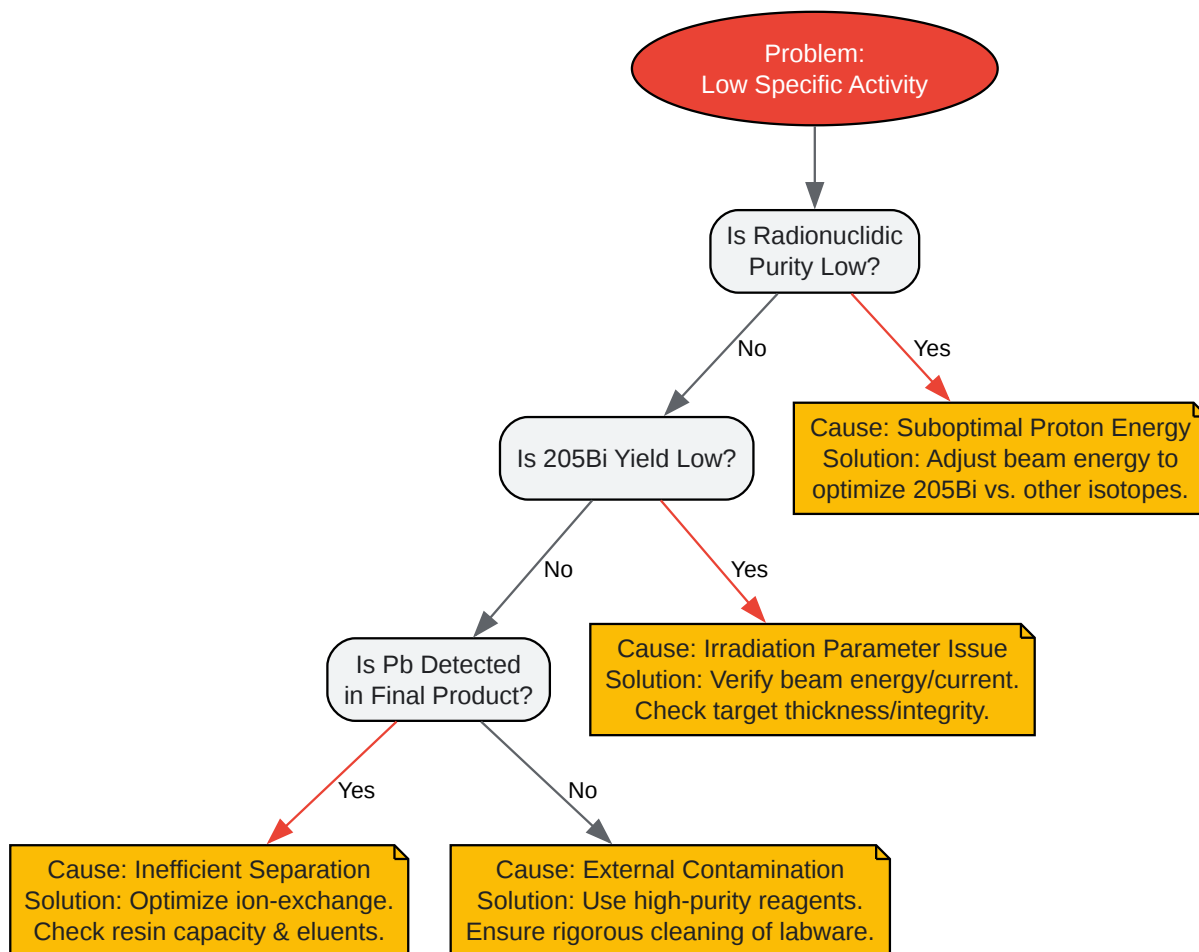 Problem:
Low Specific Activity
Is Radionuclidic
Purity Low?
No
Yes
Cause: Suboptimal Proton Energy
Solution: Adjust beam energy to
optimize 205Bi vs. other isotopes.
Is 205Bi Yield Low?
No
Yes
Cause: Irradiation Parameter Issue
Solution: Verify beam energy/current.
Check target thickness/integrity.
Is Pb Detected
in Final Product?
Yes
No
Cause: Inefficient Separation
Solution: Optimize ion-exchange.
Check resin capacity & eluents.
Cause: External Contamination
Solution: Use high-purity reagents.
Ensure rigorous cleaning of labware.